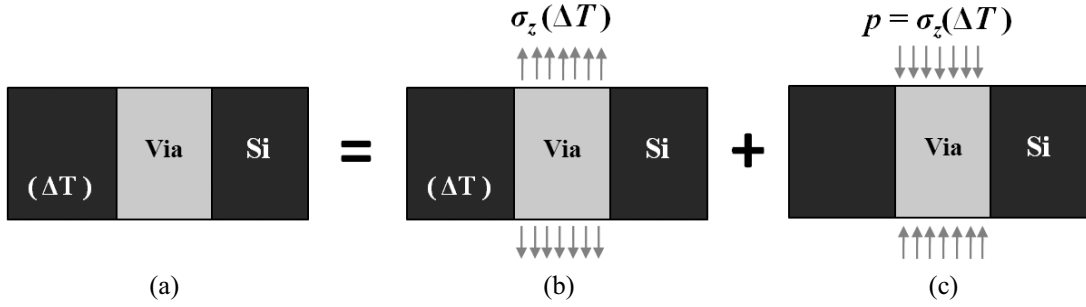 σz(ΔT)
p = σz(ΔT)
Via Si
(ΔT)
=
Via Si
(ΔT)
+
Via Si
(a)
(b)
(c)